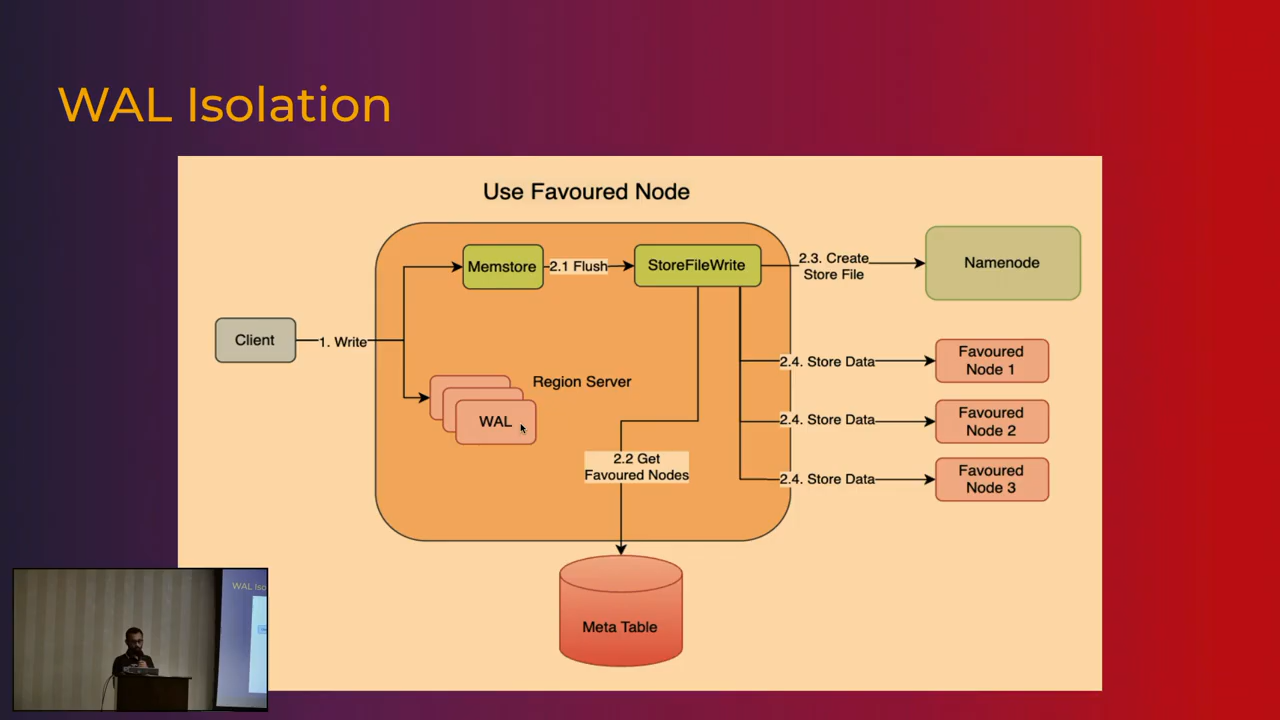 WAL Isolation
Use Favoured Node
Memstore
2.1 Flush
StoreFileWrite
2.3. Create
Store File
Namenode
Client
1. Write
2.4. Store Data
Favoured
Node 1
Region Server
WAL
2.4. Store Data
Favoured
Node 2
2.2 Get
Favoured Nodes
2.4. Store Data
Favoured
Node 3
Meta Table
WAL Iso